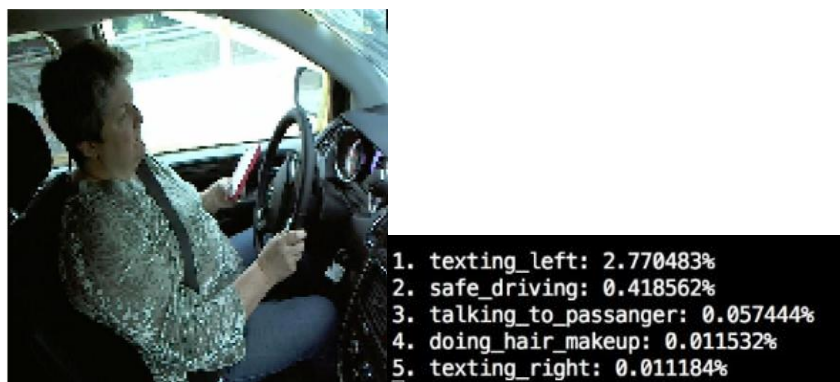 1. texting_left: 2.770483%
2. safe_driving: 0.418562%
3. talking_to_passanger: 0.057444%
4. doing_hair_makeup: 0.011532%
5. texting_right: 0.011184%